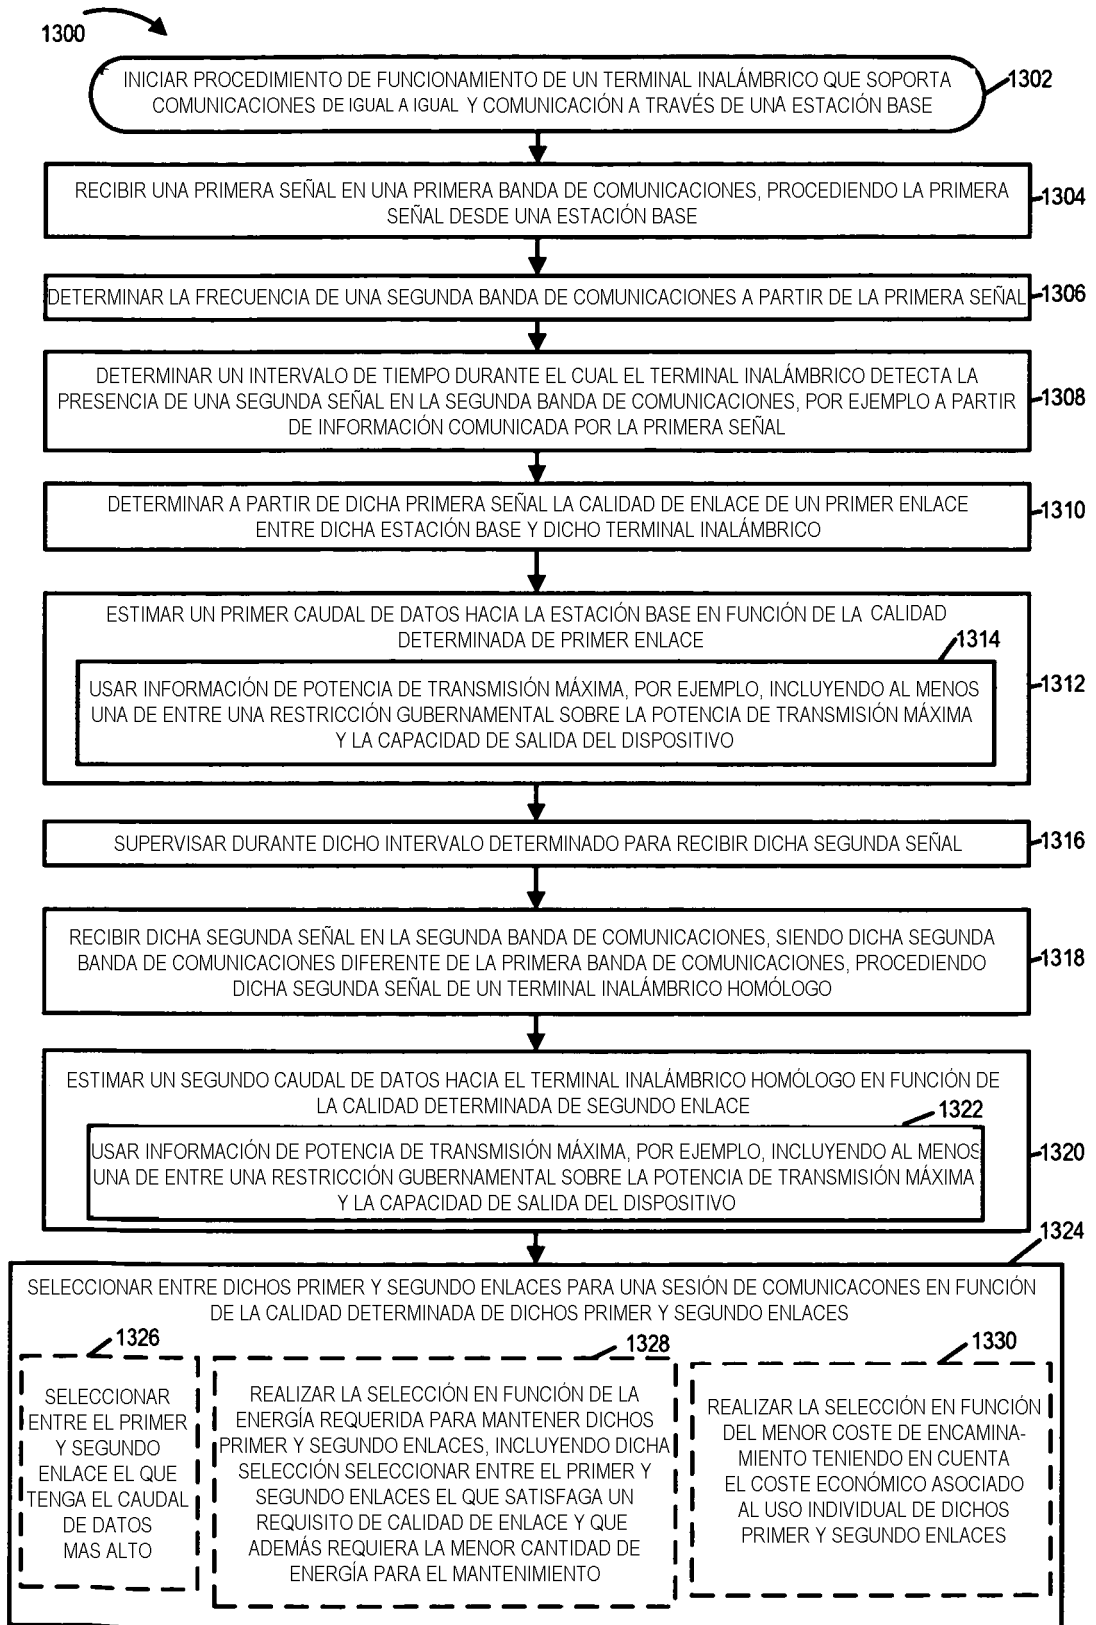 1300
INICIAR PROCEDIMIENTO DE FUNCIONAMIENTO DE UN TERMINAL INALÁMBRICO QUE SOPORTA
COMUNICACIONES DE IGUAL A IGUAL Y COMUNICACIÓN A TRAVÉS DE UNA ESTACIÓN BASE
1302
RECIBIR UNA PRIMERA SEÑAL EN UNA PRIMERA BANDA DE COMUNICACIONES, PROCEDIENDO LA PRIMERA
SEÑAL DESDE UNA ESTACIÓN BASE
1304
DETERMINAR LA FRECUENCIA DE UNA SEGUNDA BANDA DE COMUNICACIONES A PARTIR DE LA PRIMERA SEÑAL
1306
DETERMINAR UN INTERVALO DE TIEMPO DURANTE EL CUAL EL TERMINAL INALÁMBRICO DETECTA LA
PRESENCIA DE UNA SEGUNDA SEÑAL EN LA SEGUNDA BANDA DE COMUNICACIONES, POR EJEMPLO A PARTIR
DE INFORMACIÓN COMUNICADA POR LA PRIMERA SEÑAL
1308
DETERMINAR A PARTIR DE DICHA PRIMERA SEÑAL LA CALIDAD DE ENLACE DE UN PRIMER ENLACE
ENTRE DICHA ESTACIÓN BASE Y DICHO TERMINAL INALÁMBRICO
1310
ESTIMAR UN PRIMER CAUDAL DE DATOS HACIA LA ESTACIÓN BASE EN FUNCIÓN DE LA CALIDAD
DETERMINADA DE PRIMER ENLACE
1314
USAR INFORMACIÓN DE POTENCIA DE TRANSMISIÓN MÁXIMA, POR EJEMPLO, INCLUYENDO AL MENOS
UNA DE ENTRE UNA RESTRICCIÓN GUBERNAMENTAL SOBRE LA POTENCIA DE TRANSMISIÓN MÁXIMA
Y LA CAPACIDAD DE SALIDA DEL DISPOSITIVO
1312
SUPERVISAR DURANTE DICHO INTERVALO DETERMINADO PARA RECIBIR DICHA SEGUNDA SEÑAL
1316
RECIBIR DICHA SEGUNDA SEÑAL EN LA SEGUNDA BANDA DE COMUNICACIONES, SIENDO DICHA SEGUNDA
BANDA DE COMUNICACIONES DIFERENTE DE LA PRIMERA BANDA DE COMUNICACIONES, PROCEDIENDO
DICHA SEGUNDA SEÑAL DE UN TERMINAL INALÁMBRICO HOMÓLOGO
1318
ESTIMAR UN SEGUNDO CAUDAL DE DATOS HACIA EL TERMINAL INALÁMBRICO HOMÓLOGO EN FUNCIÓN DE
LA CALIDAD DETERMINADA DE SEGUNDO ENLACE
1322
USAR INFORMACIÓN DE POTENCIA DE TRANSMISIÓN MÁXIMA, POR EJEMPLO, INCLUYENDO AL MENOS
UNA DE ENTRE UNA RESTRICCIÓN GUBERNAMENTAL SOBRE LA POTENCIA DE TRANSMISIÓN MÁXIMA
Y LA CAPACIDAD DE SALIDA DEL DISPOSITIVO
1320
1324
SELECCIONAR ENTRE DICHOS PRIMER Y SEGUNDO ENLACES PARA UNA SESIÓN DE COMUNICACONES EN FUNCIÓN
DE LA CALIDAD DETERMINADA DE DICHOS PRIMER Y SEGUNDO ENLACES
1326
SELECCIONAR
ENTRE EL PRIMER
Y SEGUNDO
ENLACE EL QUE
TENGA EL CAUDAL
DE DATOS
MAS ALTO
1328
REALIZAR LA SELECCIÓN EN FUNCIÓN DE LA
ENERGÍA REQUERIDA PARA MANTENER DICHOS
PRIMER Y SEGUNDO ENLACES, INCLUYENDO DICHA
SELECCIÓN SELECCIONAR ENTRE EL PRIMER Y
SEGUNDO ENLACES EL QUE SATISFAGA UN
REQUISITO DE CALIDAD DE ENLACE Y QUE
ADEMÁS REQUIERA LA MENOR CANTIDAD DE
ENERGÍA PARA EL MANTENIMIENTO
1330
REALIZAR LA SELECCIÓN EN FUNCIÓN
DEL MENOR COSTE DE ENCAMINA-
MIENTO TENIENDO EN CUENTA
EL COSTE ECONÓMICO ASOCIADO
AL USO INDIVIDUAL DE DICHOS
PRIMER Y SEGUNDO ENLACES